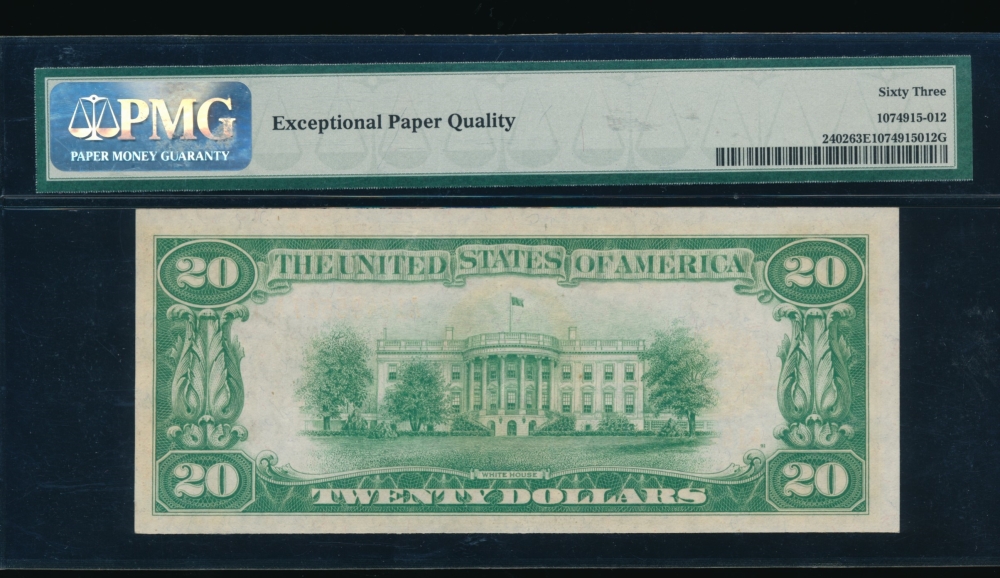 PMG
PAPER MONEY GUARANTY
Exceptional Paper Quality
Sixty Three
1074915-012
240263E1074915012G
20 THE UNITED STATES OF AMERICA 20
WHITE HOUSE
20 TWENTY DOLLARS 20